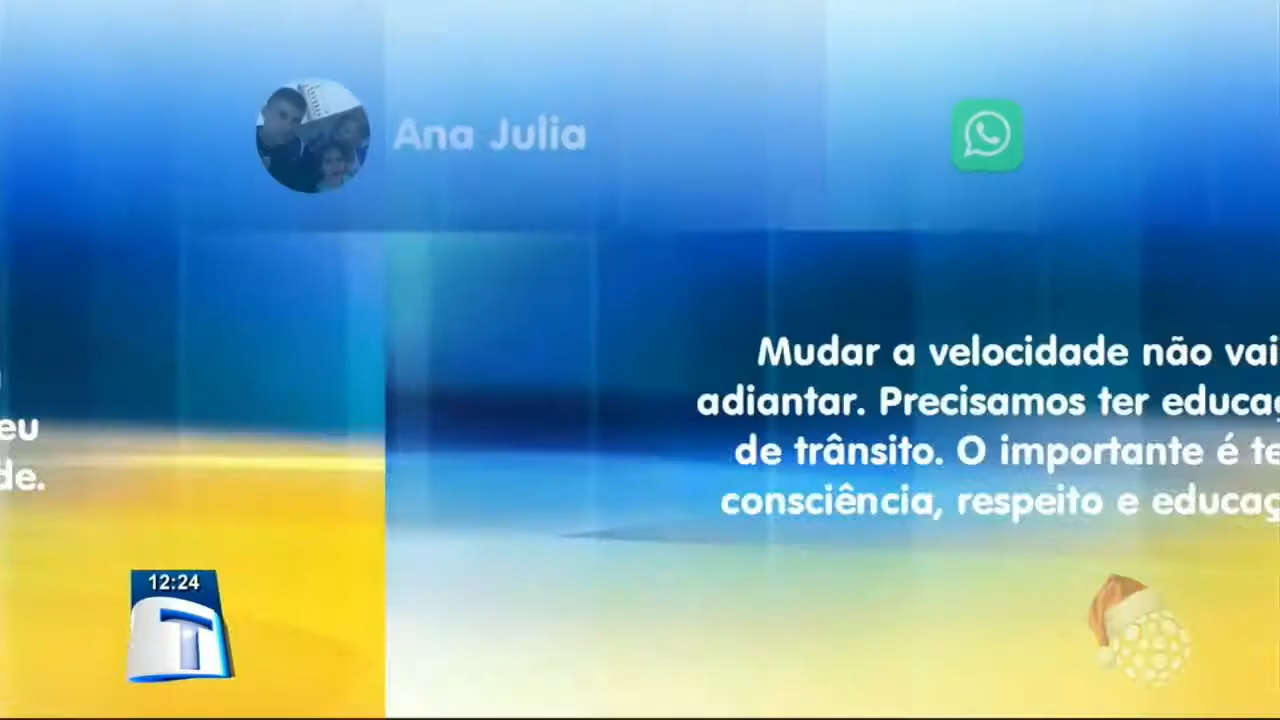 Ana Julia
Mudar a velocidade não vai
adiantar. Precisamos ter
de trânsito. O importante é
consciência, respeito e
eu
de.
12:24
T